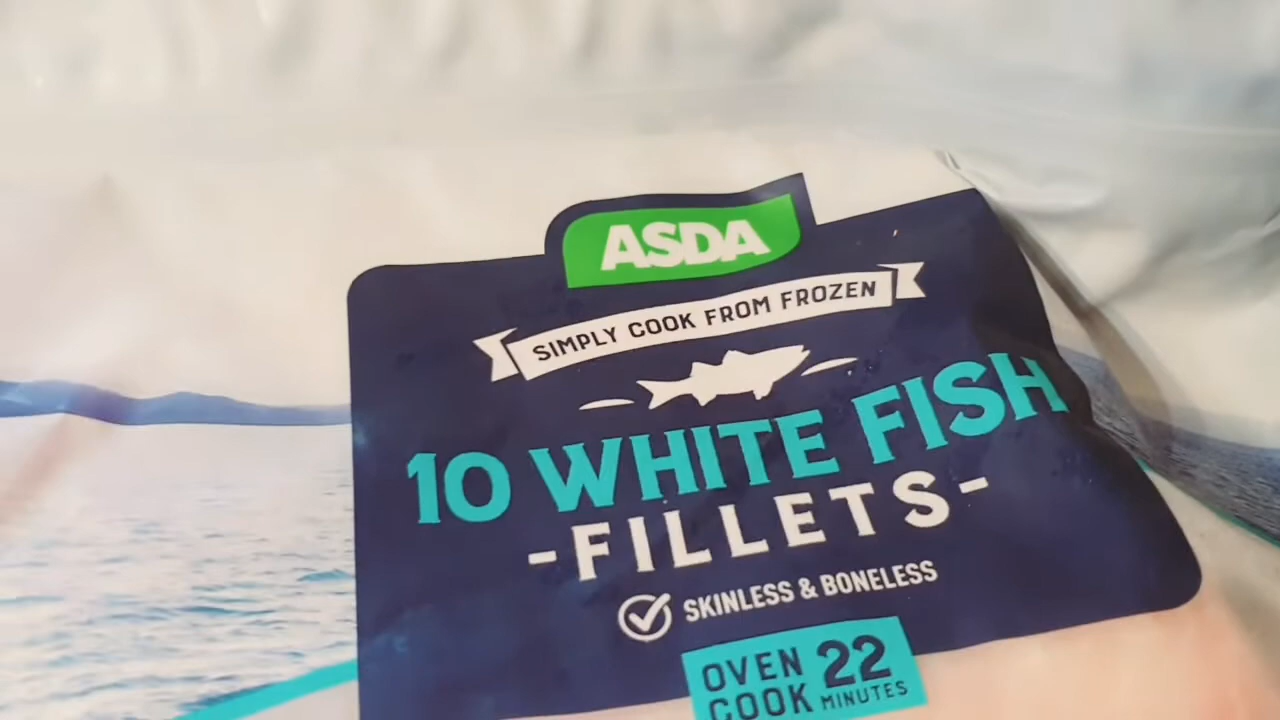 ASDA
SIMPLY COOK FROM FROZEN
10 WHITE FISH
-FILLETS-
SKINLESS & BONELESS
OVEN COOK 22 MINUTES